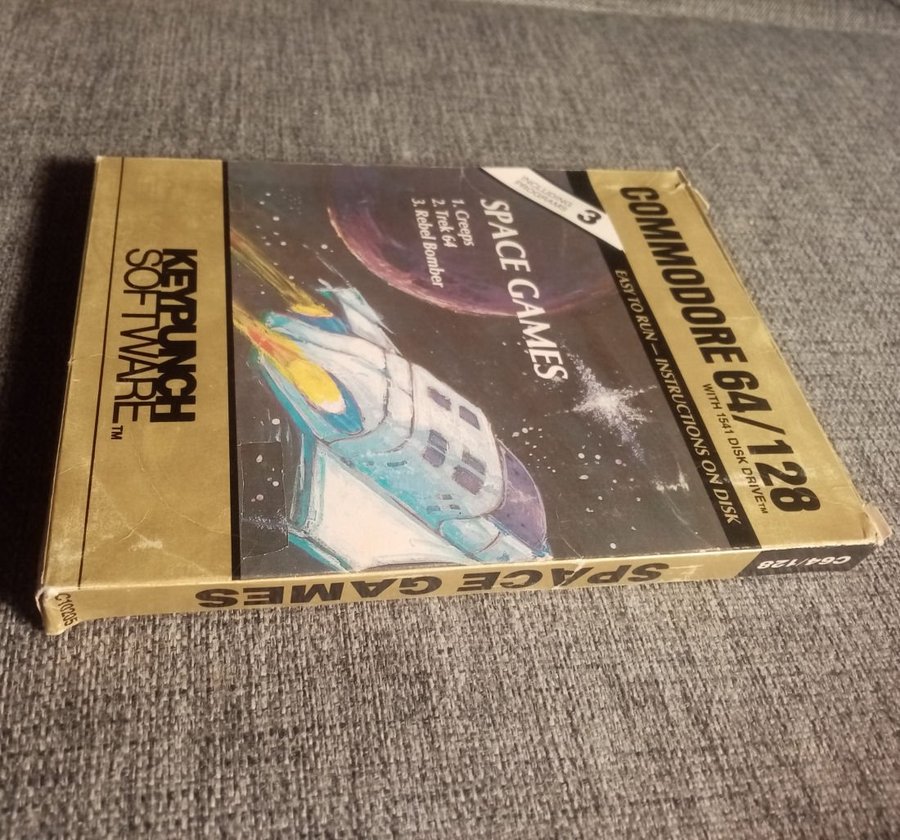 COMMODORE 64/128
WITH 1541 DISK DRIVE™
EASY TO RUN – INSTRUCTIONS ON DISK
INCLUDING 3
PROGRAMS
SPACE GAMES
1. Creeps
2. Trek 64
3. Rebel Bomber
KEYPUNCH
SOFTWARE™
C64/128
SPACE GAMES